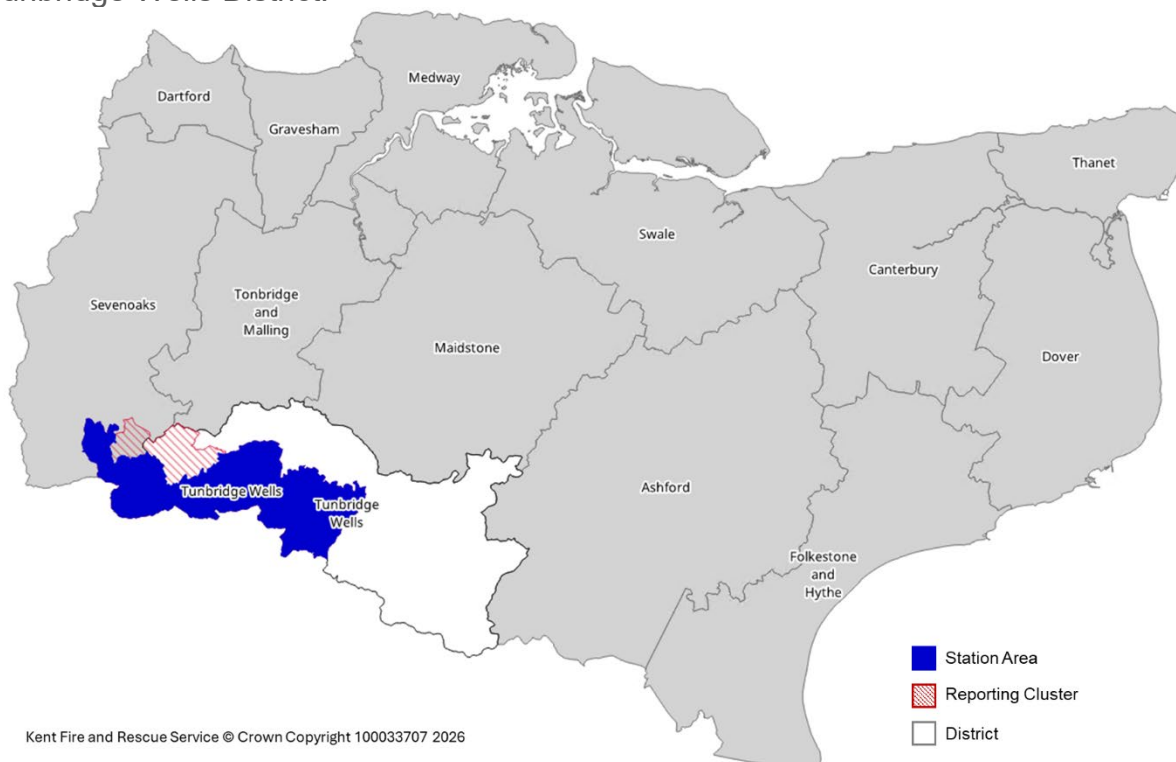 Medway
Dartford
Gravesham
Thanet
Swale
Canterbury
Sevenoaks
Tonbridge
and
Malling
Maidstone
Dover
Ashford
Tunbridge Wells
Tunbridge
Wells
Folkestone
and
Hythe
Station Area
Reporting Cluster
District
Kent Fire and Rescue Service © Crown Copyright 100033707 2026